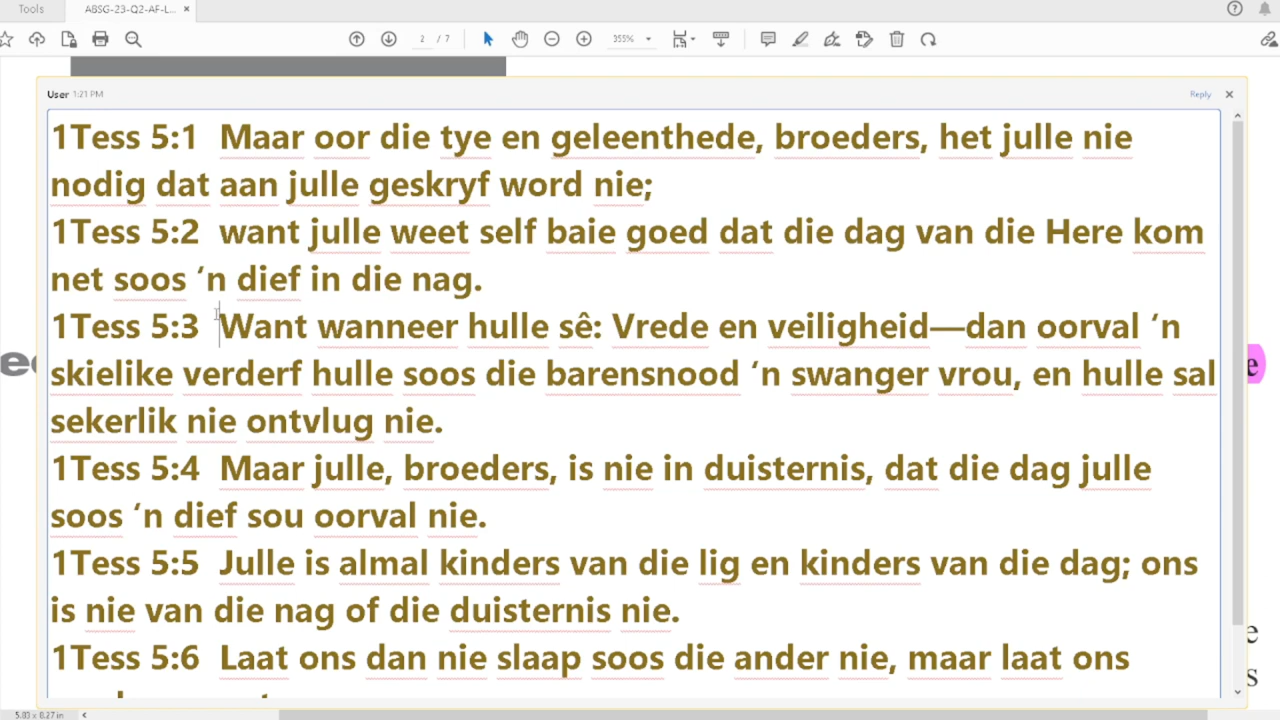 Tools
ABSG-23-Q2-AF-L...
2 / 7
355%
User 1:21 PM
Reply
1Tess 5:1 Maar oor die tye en geleenthede, broeders, het julle nie
nodig dat aan julle geskryf word nie;
1Tess 5:2 want julle weet self baie goed dat die dag van die Here kom
net soos ‘n dief in die nag.
1Tess 5:3 Want wanneer hulle sê: Vrede en veiligheid—dan oorval ‘n
skielike verderf hulle soos die barensnood ‘n swanger vrou, en hulle sal
sekerlik nie ontvlug nie.
1Tess 5:4 Maar julle, broeders, is nie in duisternis, dat die dag julle
soos ‘n dief sou oorval nie.
1Tess 5:5 Julle is almal kinders van die lig en kinders van die dag; ons
is nie van die nag of die duisternis nie.
1Tess 5:6 Laat ons dan nie slaap soos die ander nie, maar laat ons
5.83 x 8.27 in